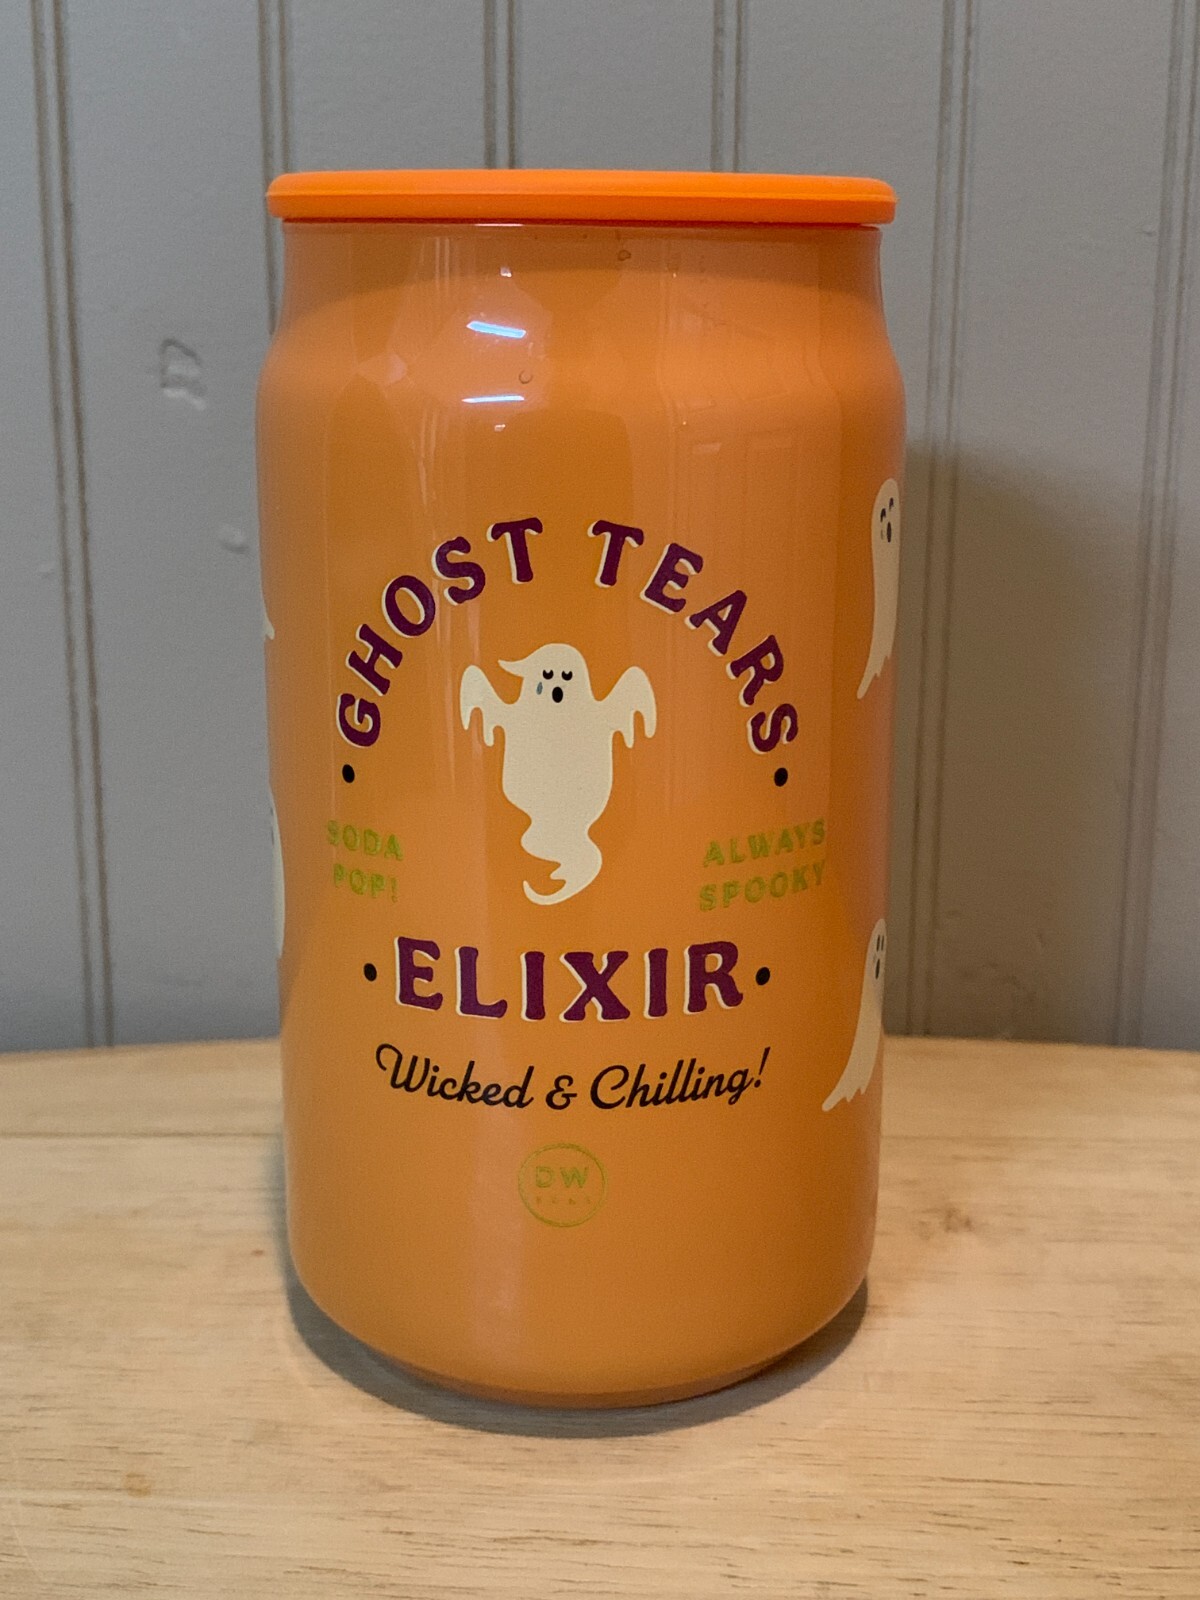 GHOST TEARS
SODA
POP!
ALWAYS
SPOOKY
ELIXIR
Wicked & Chilling!
DW